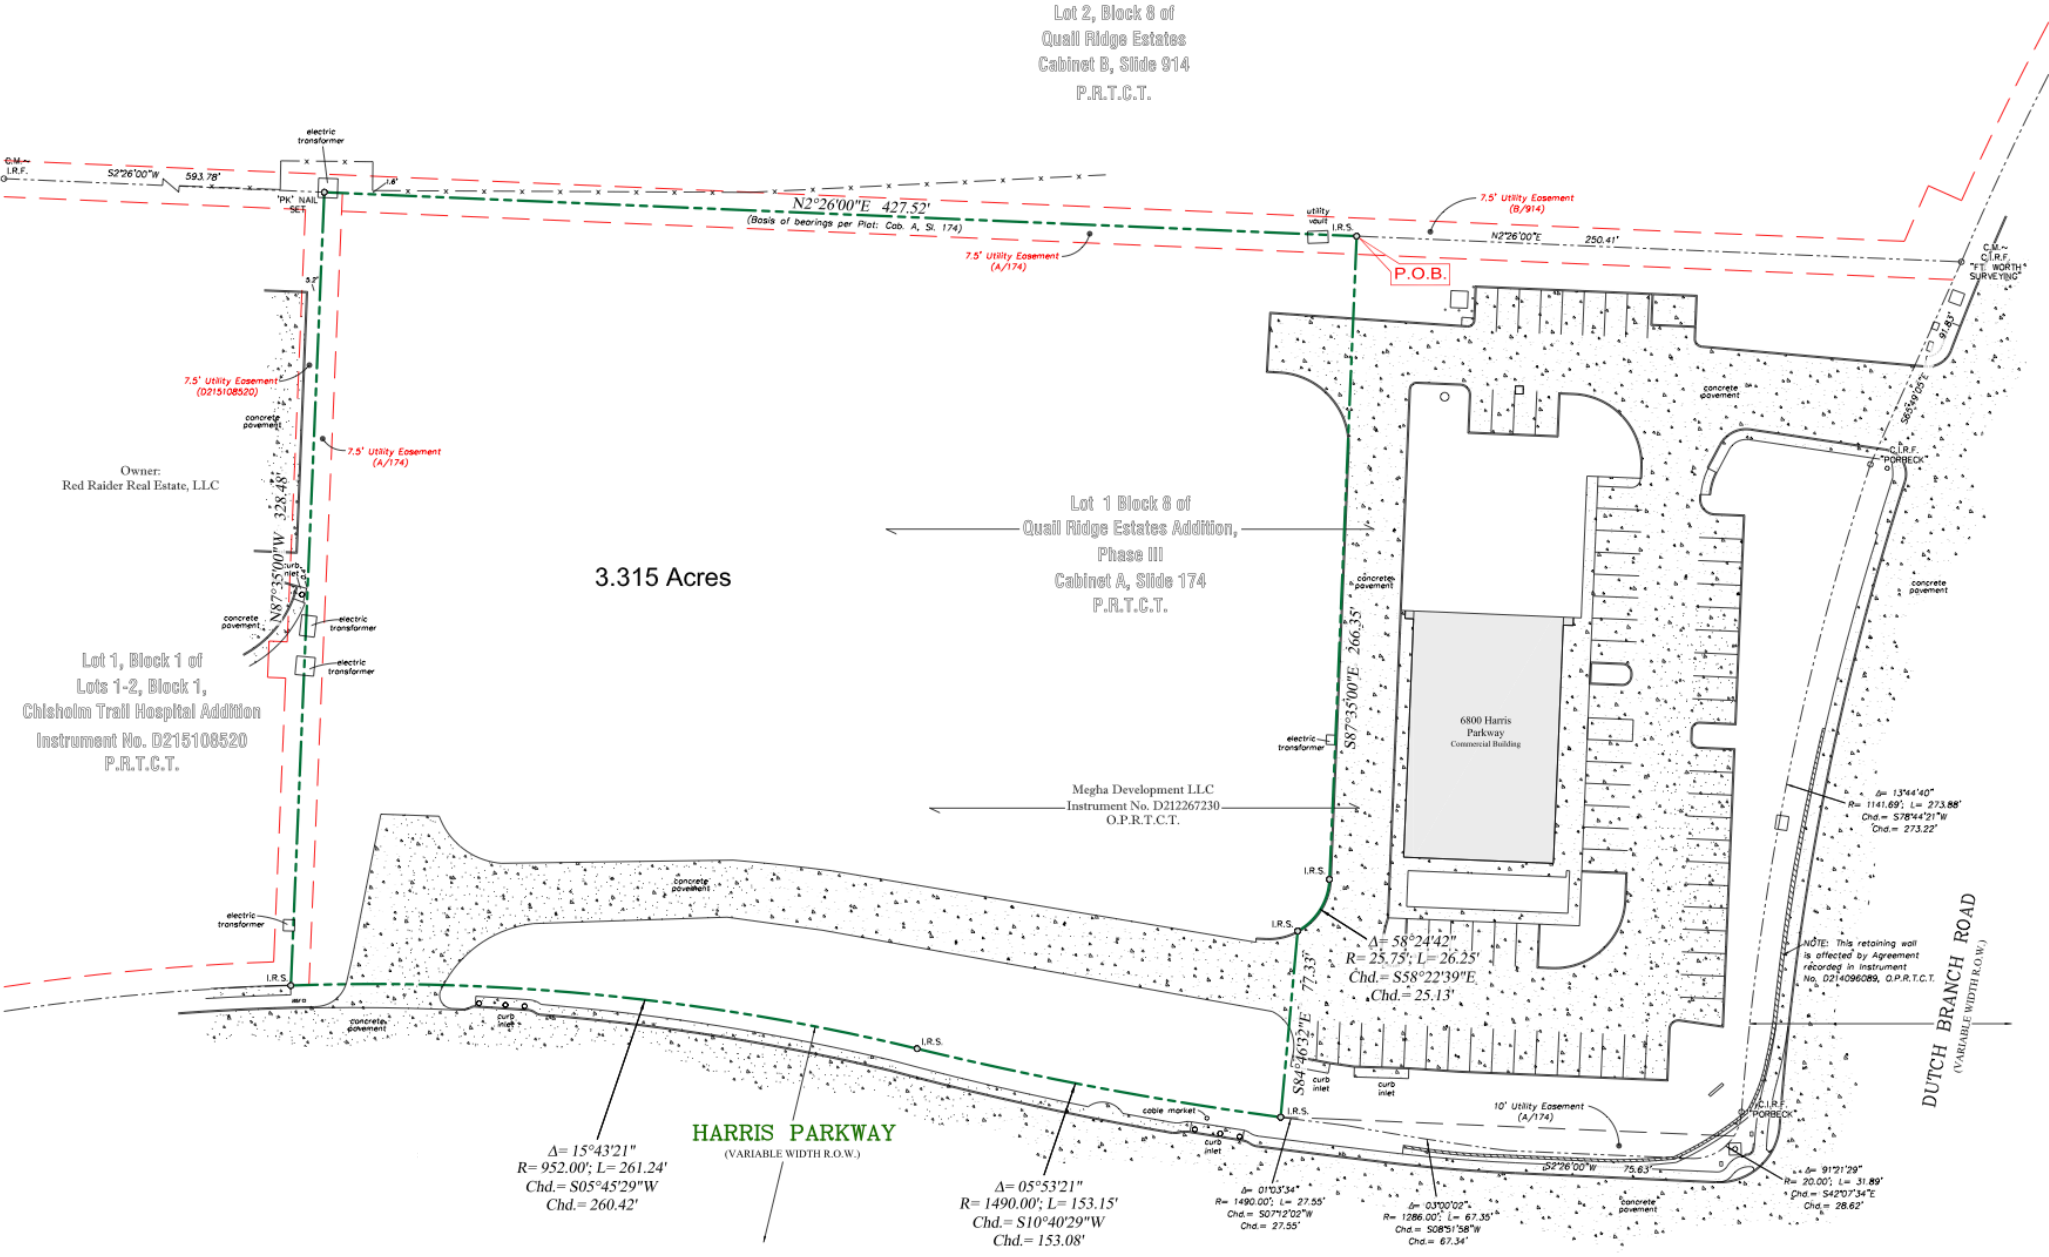 Lot 2, Block 8 of
Quail Ridge Estates
Cabinet B, Slide 914
P.R.T.C.T.
electric
transformer
C.M.~
I.R.F.
S2°26'00"W 593.78'
1.6'
'PK' NAIL
SET
N2°26'00"E 427.52'
(Basis of bearings per Plat: Cab. A, Sl. 174)
7.5' Utility Easement
(A/174)
utility
vault
I.R.S.
7.5' Utility Easement
(B/914)
N2°26'00"E 250.41'
P.O.B.
C.M.~
C.I.R.F.
"FT. WORTH
SURVEYING"
91.83'
S65°49'05"E
7.5' Utility Easement
(D215108520)
concrete
pavement
7.5' Utility Easement
(A/174)
Owner:
Red Raider Real Estate, LLC
N87°35'00"W 328.48'
curb
inlet
concrete
pavement
electric
transformer
electric
transformer
Lot 1, Block 1 of
Lots 1-2, Block 1,
Chisholm Trail Hospital Addition
Instrument No. D215108520
P.R.T.C.T.
3.315 Acres
Lot 1 Block 8 of
Quail Ridge Estates Addition,
Phase III
Cabinet A, Slide 174
P.R.T.C.T.
concrete
pavement
C.I.R.F.
"PORBECK"
concrete
pavement
concrete
pavement
S87°35'00"E 266.35'
6800 Harris
Parkway
Commercial Building
electric
transformer
Megha Development LLC
Instrument No. D212267230
O.P.R.T.C.T.
Δ= 13°44'40"
R= 1141.69'; L= 273.88'
Chd.= S78°44'21"W
Chd.= 273.22'
concrete
pavement
I.R.S.
electric
transformer
I.R.S.
Δ= 58°24'42"
R= 25.75'; L= 26.25'
Chd.= S58°22'39"E
Chd.= 25.13'
S84°46'32"E 77.33'
NOTE: This retaining wall
is affected by Agreement
recorded in Instrument
No. D214096089, O.P.R.T.C.T.
DUTCH BRANCH ROAD
(VARIABLE WIDTH R.O.W.)
I.R.S.
concrete
pavement
curb
inlet
I.R.S.
curb
inlet
curb
inlet
cable market
I.R.S.
curb
inlet
10' Utility Easement
(A/174)
C.I.R.F.
"PORBECK"
HARRIS PARKWAY
(VARIABLE WIDTH R.O.W.)
Δ= 15°43'21"
R= 952.00'; L= 261.24'
Chd.= S05°45'29"W
Chd.= 260.42'
Δ= 05°53'21"
R= 1490.00'; L= 153.15'
Chd.= S10°40'29"W
Chd.= 153.08'
Δ= 01°03'34"
R= 1490.00'; L= 27.55'
Chd.= S07°12'02"W
Chd.= 27.55'
Δ= 03°00'02"
R= 1286.00'; L= 67.35'
Chd.= S08°51'58"W
Chd.= 67.34'
S2°26'00"W 75.63'
concrete
pavement
Δ= 91°21'29"
R= 20.00'; L= 31.89'
Chd.= S42°07'34"E
Chd.= 28.62'